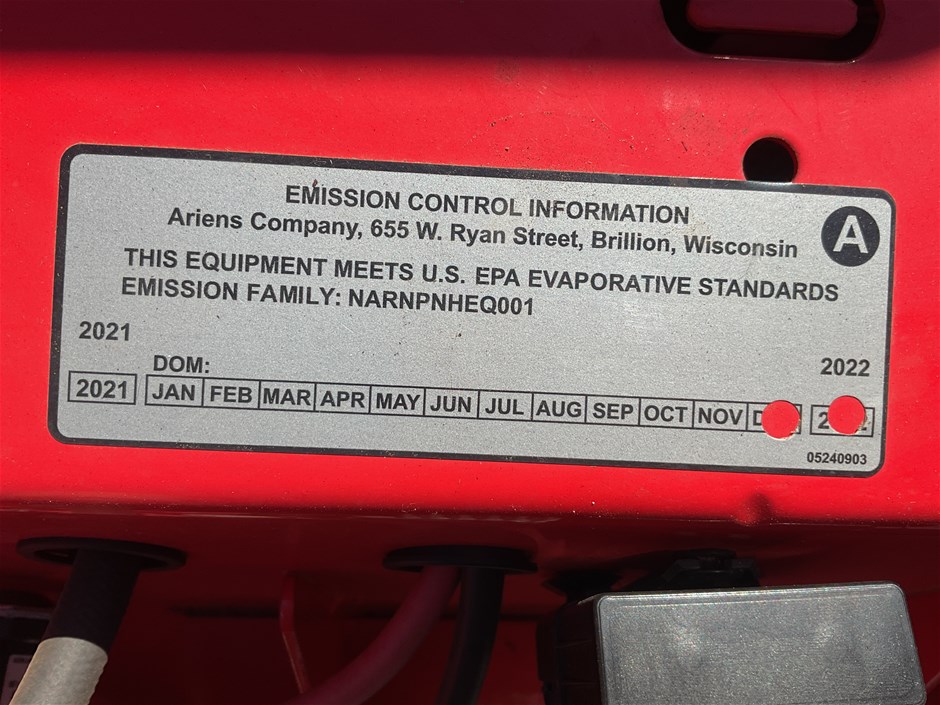 EMISSION CONTROL INFORMATION
Ariens Company, 655 W. Ryan Street, Brillion, Wisconsin
A
THIS EQUIPMENT MEETS U.S. EPA EVAPORATIVE STANDARDS
EMISSION FAMILY: NARNPNHEQ001
2021
2022
DOM:
2021 JAN FEB MAR APR MAY JUN JUL AUG SEP OCT NOV
05240903